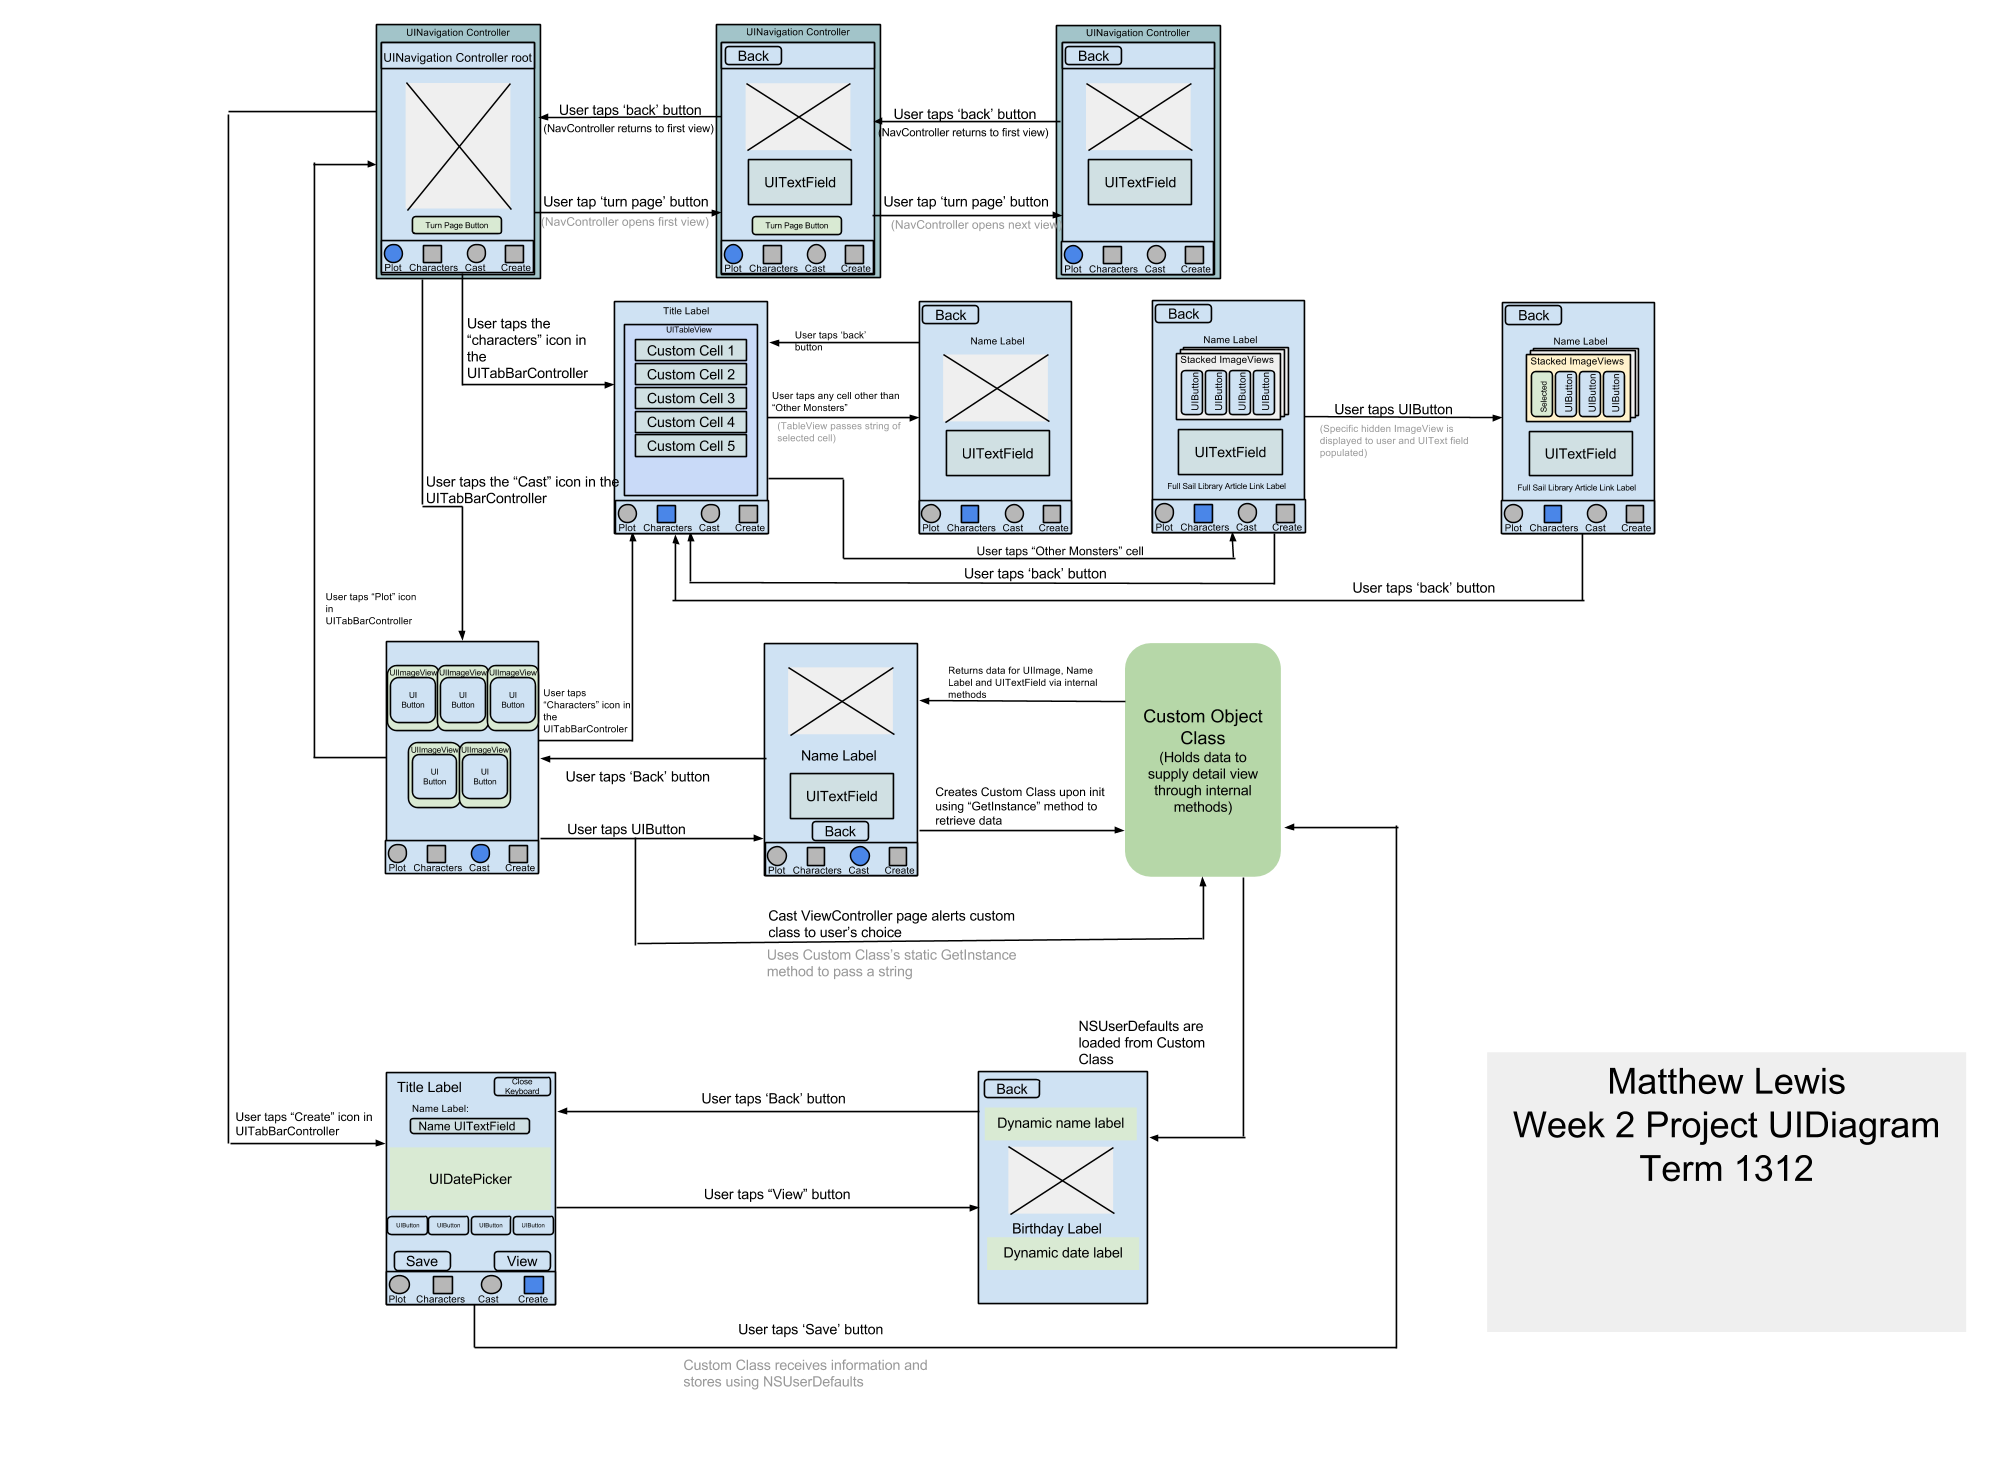 UINavigation Controller
UINavigation Controller root
Turn Page Button
Plot
Characters
Cast
Create
User taps ‘back’ button
(NavController returns to first view)
User tap ‘turn page’ button
(NavController opens first view)
UINavigation Controller
Back
UITextField
Turn Page Button
Plot
Characters
Cast
Create
User taps ‘back’ button
(NavController returns to first view)
User tap ‘turn page’ button
(NavController opens next view
UINavigation Controller
Back
UITextField
Plot
Characters
Cast
Create
User taps the
“characters” icon in
the
UITabBarController
User taps the “Cast” icon in the
UITabBarController
Title Label
UITableView
Custom Cell 1
Custom Cell 2
Custom Cell 3
Custom Cell 4
Custom Cell 5
Plot
Characters
Cast
Create
User taps ‘back’
button
User taps any cell other than
“Other Monsters”
(TableView passes string of
selected cell)
Back
Name Label
UITextField
Plot
Characters
Cast
Create
Back
Name Label
Stacked ImageViews
UIButton
UIButton
UIButton
UIButton
UITextField
Full Sail Library Article Link Label
Plot
Characters
Cast
Create
User taps UIButton
(Specific hidden ImageView is
displayed to user and UIText field
populated)
Back
Name Label
Stacked ImageViews
Selected
UIButton
UIButton
UIButton
UITextField
Full Sail Library Article Link Label
Plot
Characters
Cast
Create
User taps “Other Monsters” cell
User taps ‘back’ button
User taps ‘back’ button
User taps “Plot” icon
in
UITabBarController
UIImageView
UIImageView
UIImageView
UI
Button
UI
Button
UI
Button
UIImageView
UIImageView
UI
Button
UI
Button
Plot
Characters
Cast
Create
User taps
“Characters” icon in
the
UITabBarControler
User taps ‘Back’ button
User taps UIButton
Name Label
UITextField
Back
Plot
Characters
Cast
Create
Returns data for UIImage, Name
Label and UITextField via internal
methods
Creates Custom Class upon init
using “GetInstance” method to
retrieve data
Custom Object
Class
(Holds data to
supply detail view
through internal
methods)
Cast ViewController page alerts custom
class to user’s choice
Uses Custom Class’s static GetInstance
method to pass a string
NSUserDefaults are
loaded from Custom
Class
User taps “Create” icon in
UITabBarController
Title Label
Close
Keyboard
Name Label:
Name UITextField
UIDatePicker
UIButton
UIButton
UIButton
UIButton
Save
View
Plot
Characters
Cast
Create
User taps ‘Back’ button
User taps “View” button
Back
Dynamic name label
Birthday Label
Dynamic date label
User taps ‘Save’ button
Custom Class receives information and
stores using NSUserDefaults
Matthew Lewis
Week 2 Project UIDiagram
Term 1312